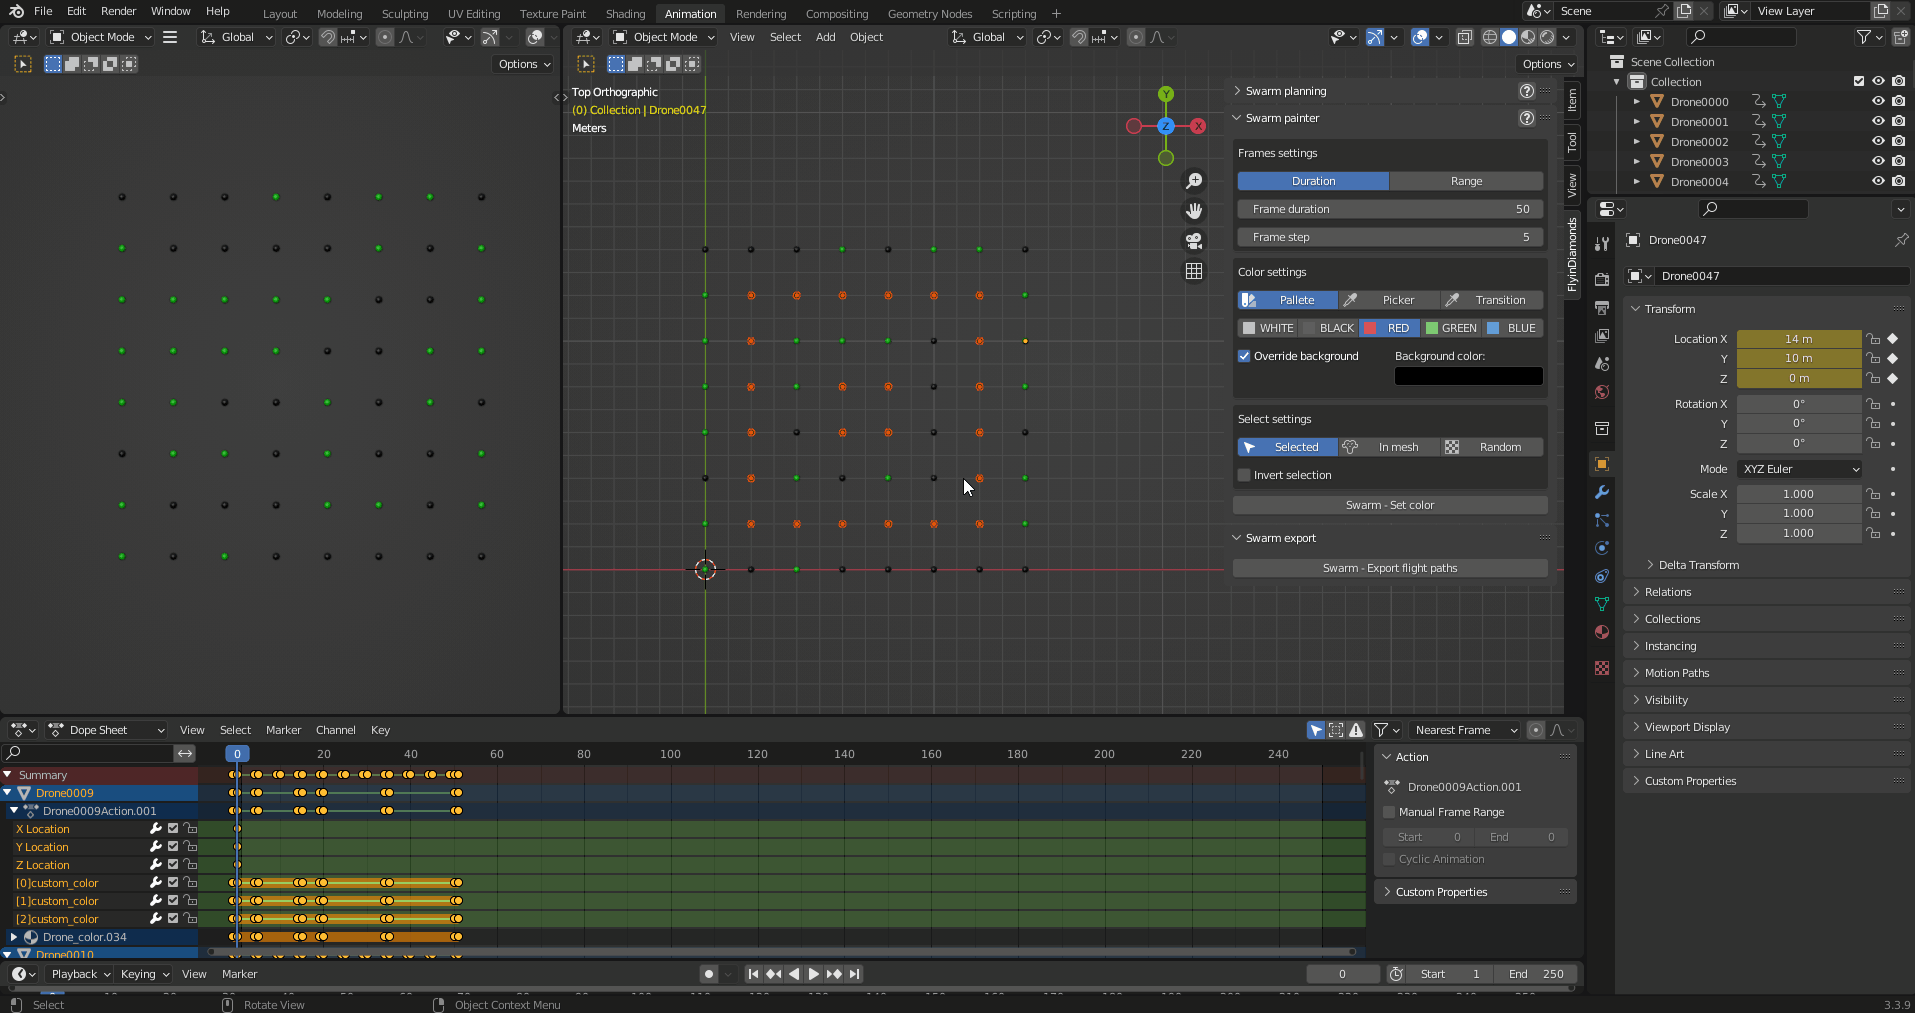 File Edit Render Window Help Layout Modeling Sculpting UV Editing Texture Paint Shading Animation Rendering Compositing Geometry Nodes Scripting + Scene View Layer
Object Mode Global Object Mode View Select Add Object Global
Options Options
Top Orthographic
(0) Collection | Drone0047
Meters
Y
Z X
Swarm planning
Swarm painter
Frames settings
Duration Range
Frame duration 50
Frame step 5
Color settings
Pallete Picker Transition
WHITE BLACK RED GREEN BLUE
Override background Background color:
Select settings
Selected In mesh Random
Invert selection
Swarm - Set color
Swarm export
Swarm - Export flight paths
Item
Tool
View
FlyinDiamonds
Scene Collection
Collection
Drone0000
Drone0001
Drone0002
Drone0003
Drone0004
Drone0047
Drone0047
Transform
Location X 14 m
Y 10 m
Z 0 m
Rotation X 0°
Y 0°
Z 0°
Mode XYZ Euler
Scale X 1.000
Y 1.000
Z 1.000
Delta Transform
Relations
Collections
Instancing
Motion Paths
Visibility
Viewport Display
Line Art
Custom Properties
Dope Sheet View Select Marker Channel Key Nearest Frame
0 20 40 60 80 100 120 140 160 180 200 220 240
Summary
Drone0009
Drone0009Action.001
X Location
Y Location
Z Location
[0]custom_color
[1]custom_color
[2]custom_color
Drone_color.034
Drone0010
Action
Drone0009Action.001
Manual Frame Range
Start 0 End 0
Cyclic Animation
Custom Properties
Playback Keying View Marker 0 Start 1 End 250
Select Rotate View Object Context Menu 3.3.9